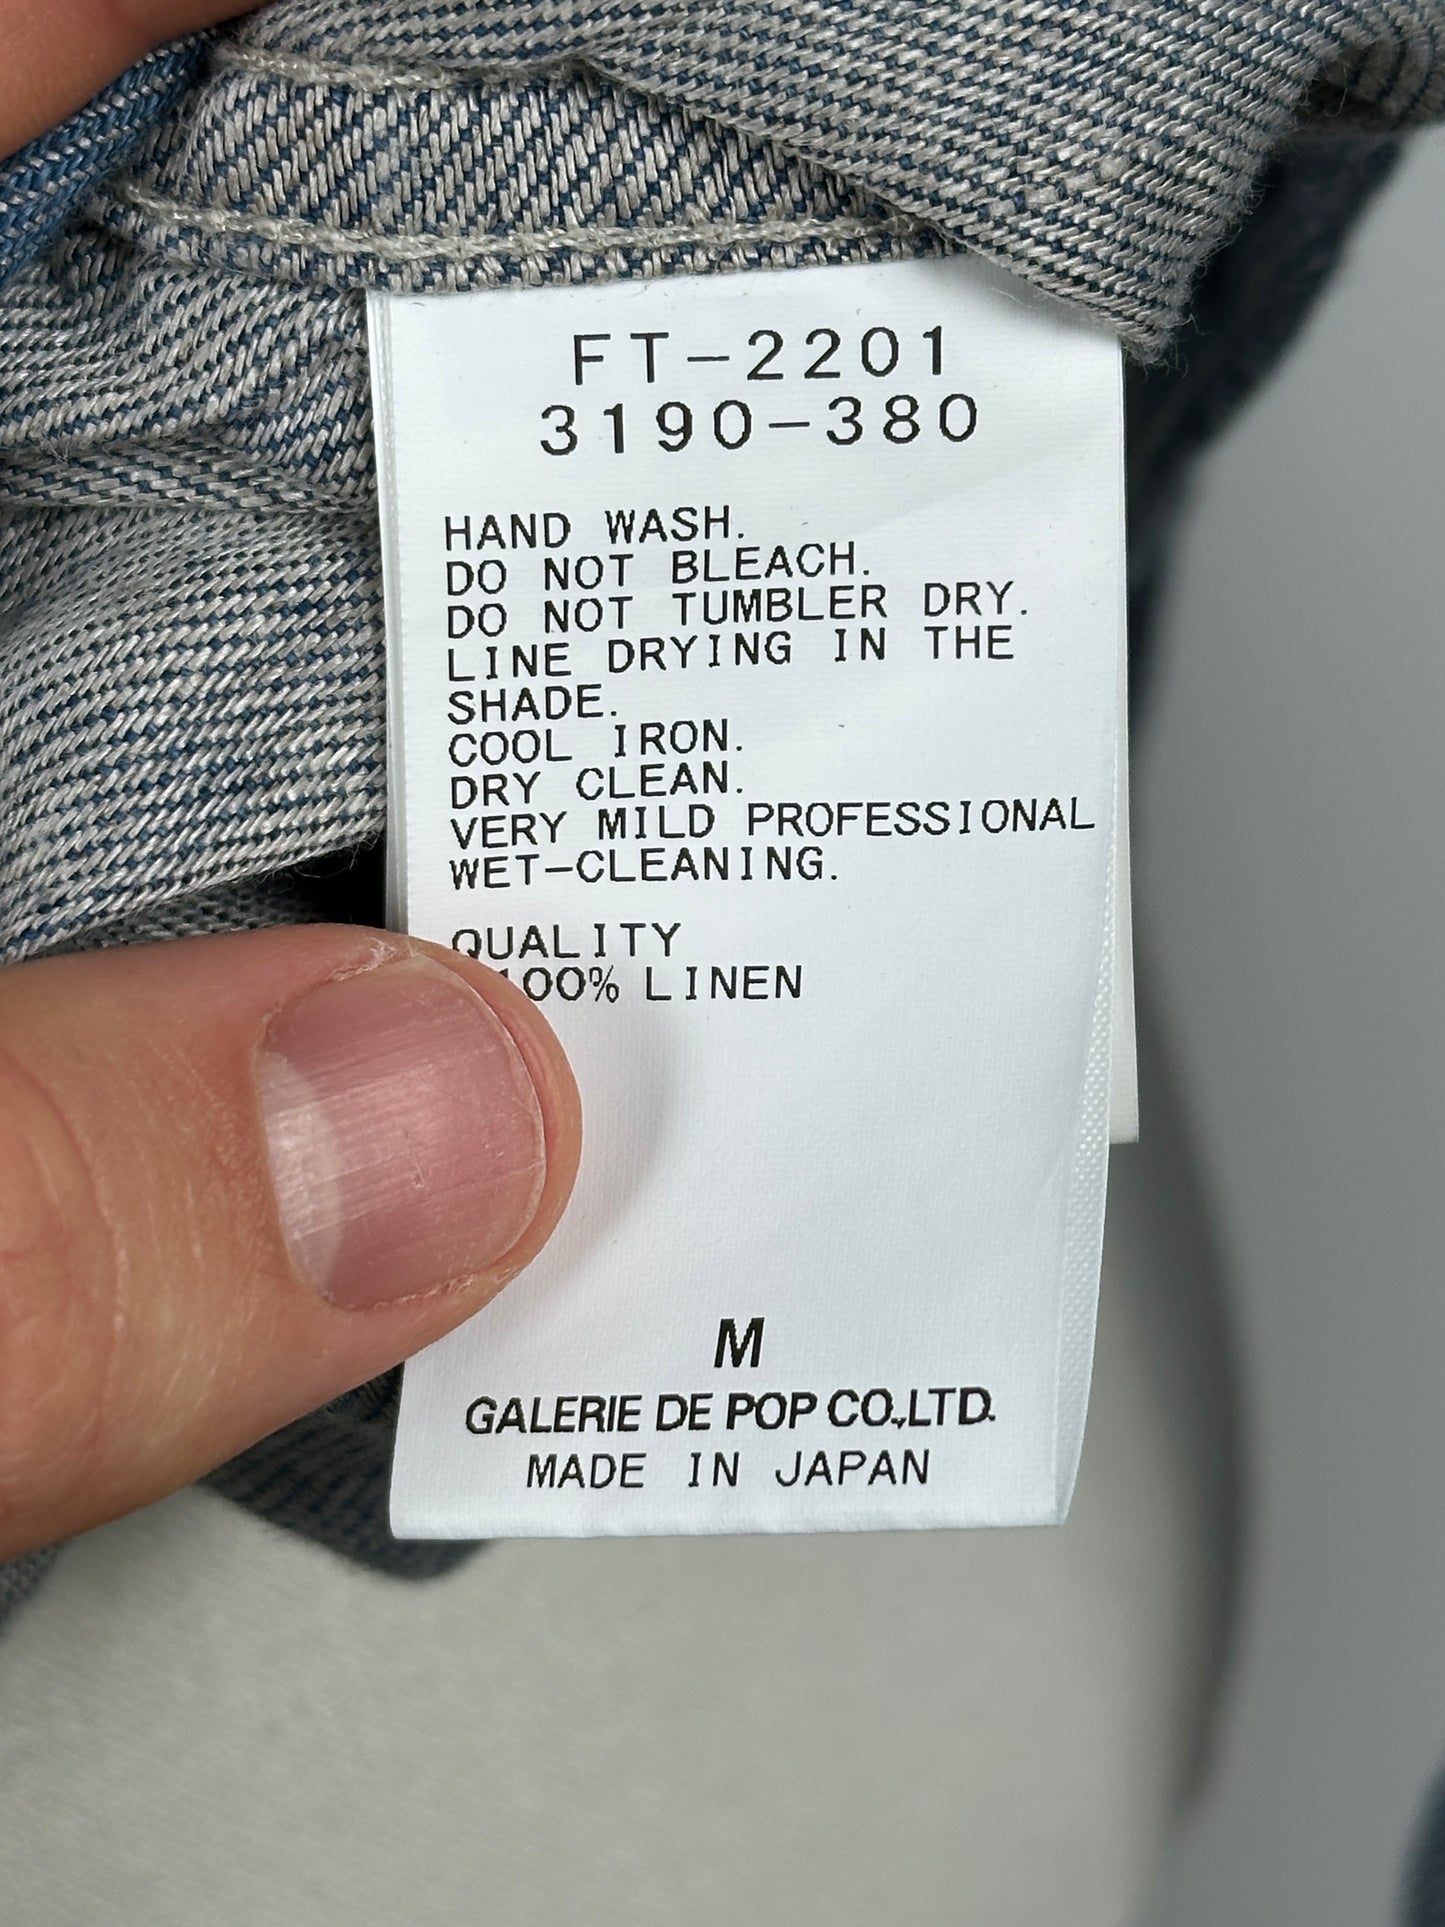 FT-2201
3190-380
HAND WASH.
DO NOT BLEACH.
DO NOT TUMBLER DRY.
LINE DRYING IN THE
SHADE.
COOL IRON.
DRY CLEAN.
VERY MILD PROFESSIONAL
WET-CLEANING.
QUALITY
100% LINEN
M
GALERIE DE POP CO.,LTD.
MADE IN JAPAN